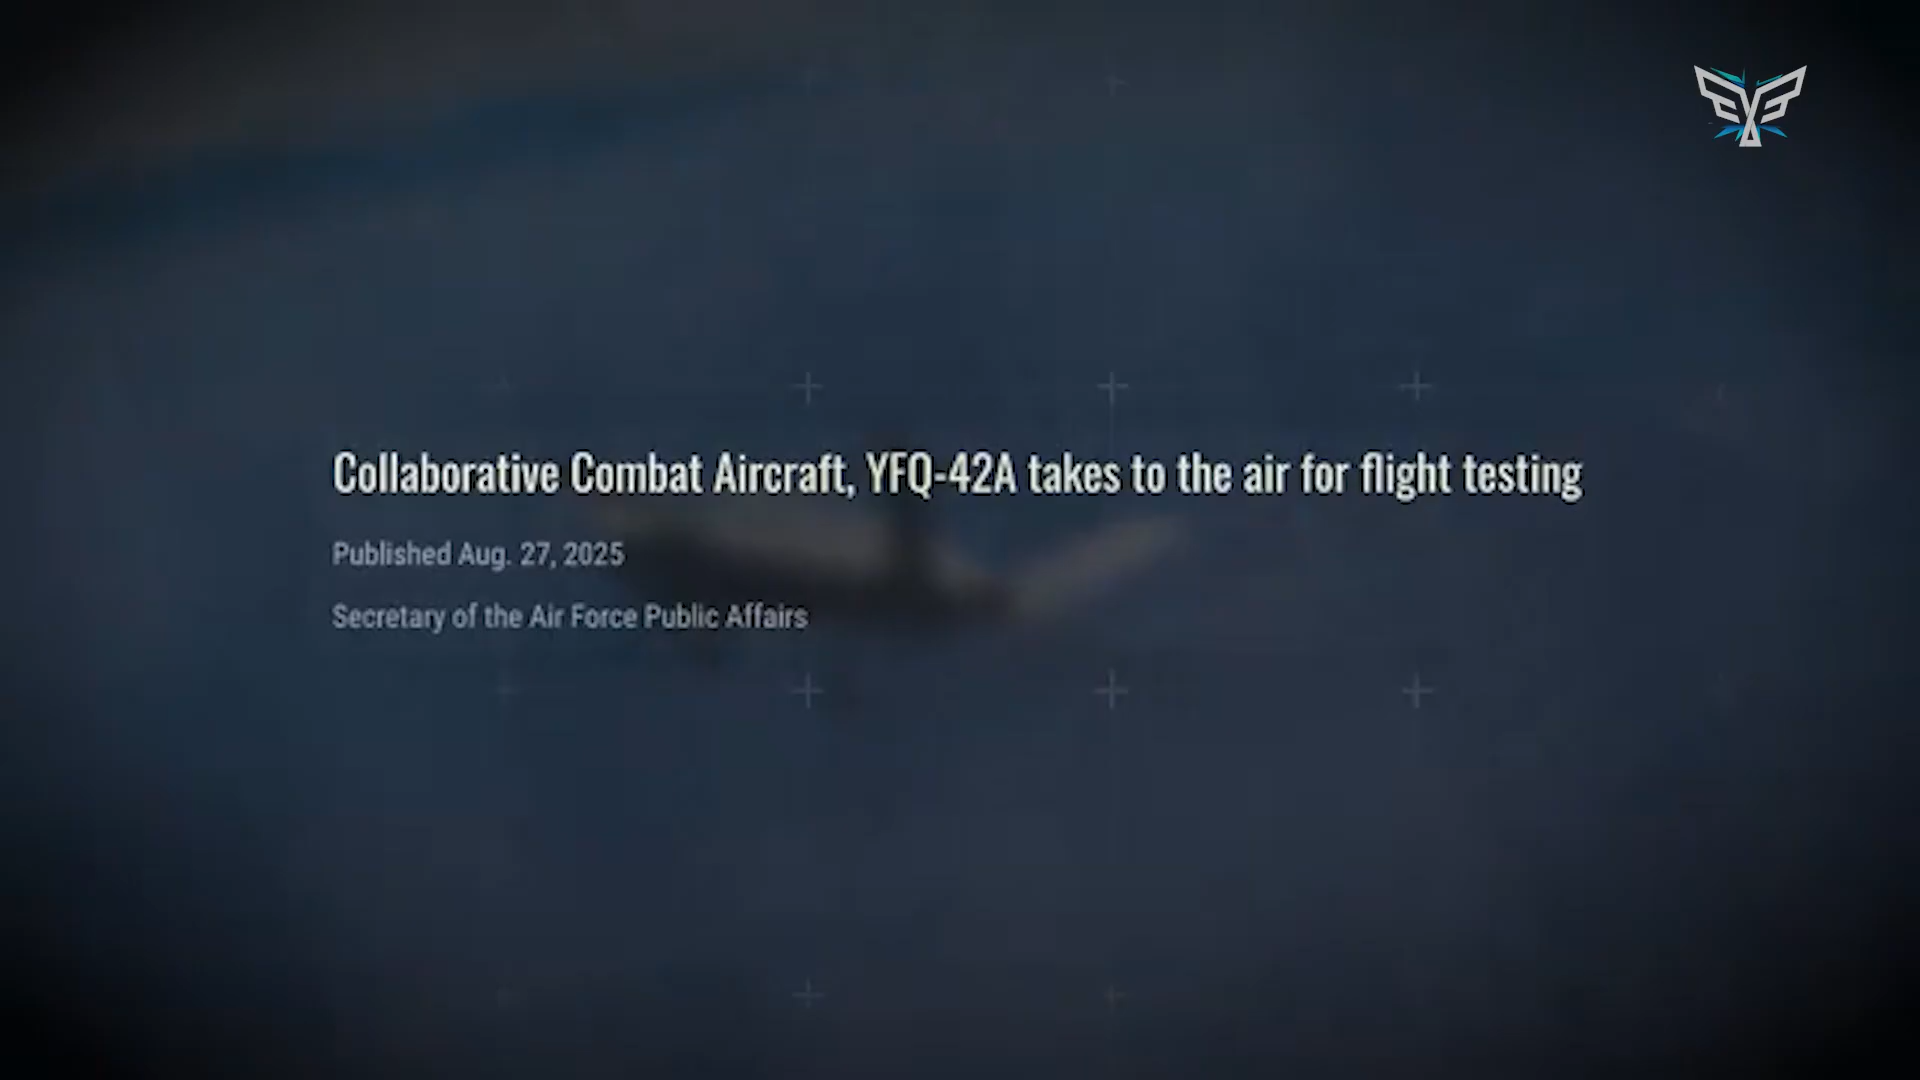 Collaborative Combat Aircraft, YFQ-42A takes to the air for flight testing
Published Aug. 27, 2025
Secretary of the Air Force Public Affairs